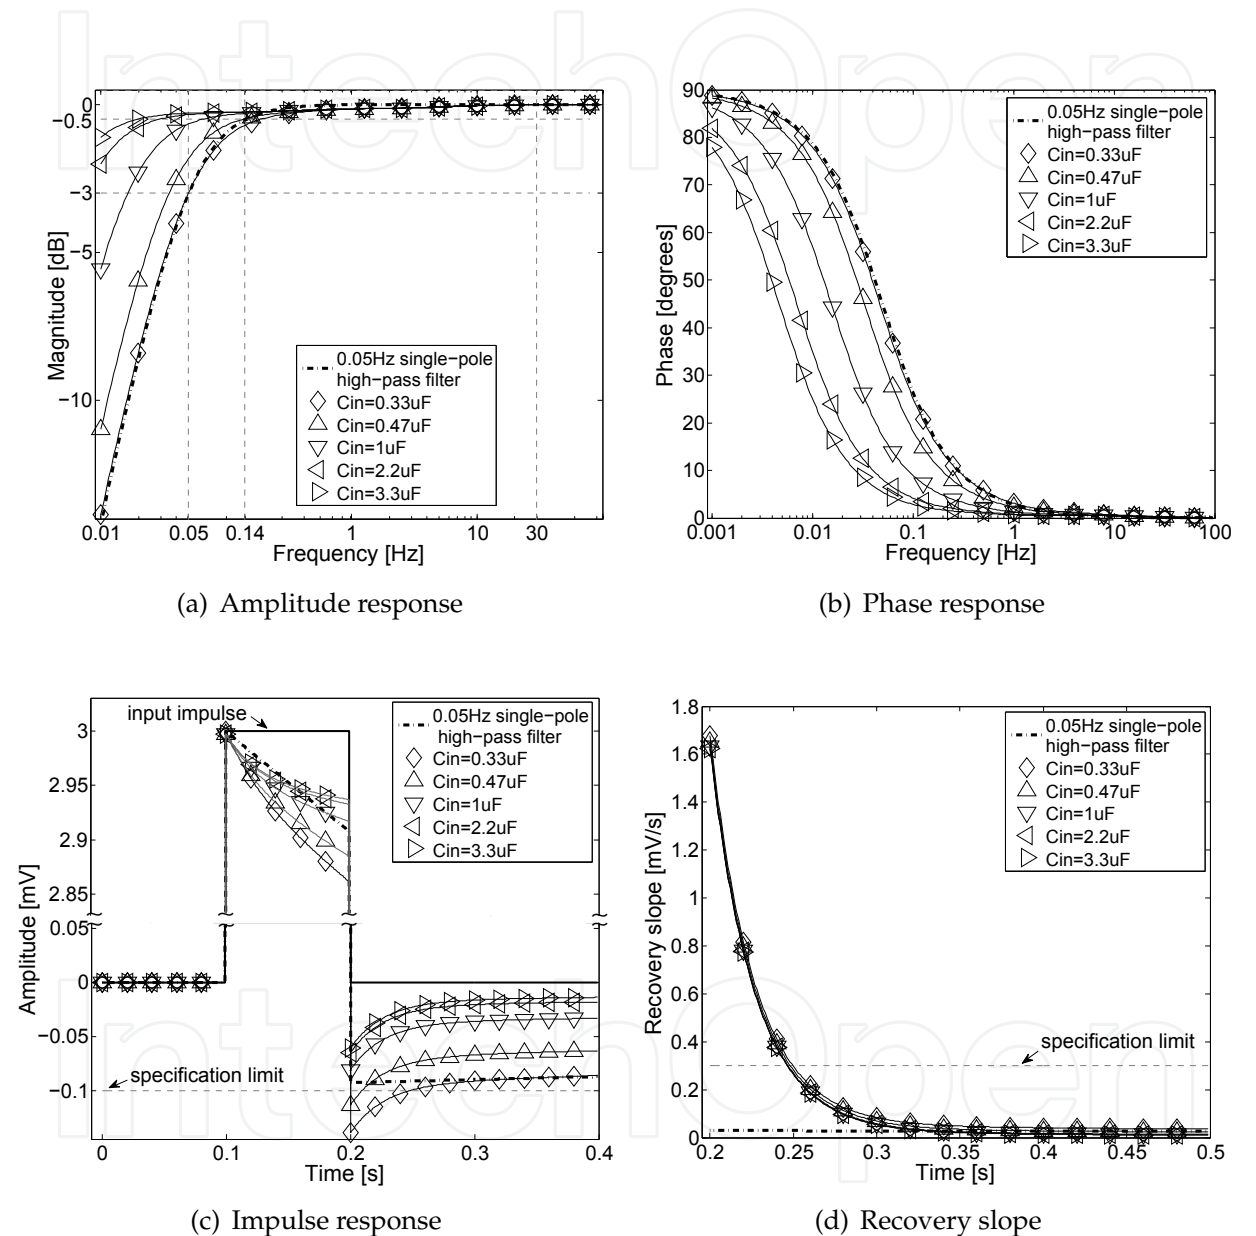 IntechOpen
0
−0.5
−3
−5
−10
Magnitude [dB]
0.05Hz single−pole
high−pass filter
Cin=0.33uF
Cin=0.47uF
Cin=1uF
Cin=2.2uF
Cin=3.3uF
0.01 0.05 0.14 1 10 30
Frequency [Hz]
(a) Amplitude response
90
80
70
60
50
40
30
20
10
0
Phase [degrees]
0.05Hz single−pole
high−pass filter
Cin=0.33uF
Cin=0.47uF
Cin=1uF
Cin=2.2uF
Cin=3.3uF
0.001 0.01 0.1 1 10 100
Frequency [Hz]
(b) Phase response
3
2.95
2.9
2.85
0.05
0
−0.05
−0.1
Amplitude [mV]
input impulse
0.05Hz single−pole
high−pass filter
Cin=0.33uF
Cin=0.47uF
Cin=1uF
Cin=2.2uF
Cin=3.3uF
specification limit
0 0.1 0.2 0.3 0.4
Time [s]
(c) Impulse response
1.8
1.6
1.4
1.2
1
0.8
0.6
0.4
0.2
0
Recovery slope [mV/s]
0.05Hz single−pole
high−pass filter
Cin=0.33uF
Cin=0.47uF
Cin=1uF
Cin=2.2uF
Cin=3.3uF
specification limit
0.2 0.25 0.3 0.35 0.4 0.45 0.5
Time [s]
(d) Recovery slope
IntechOpen